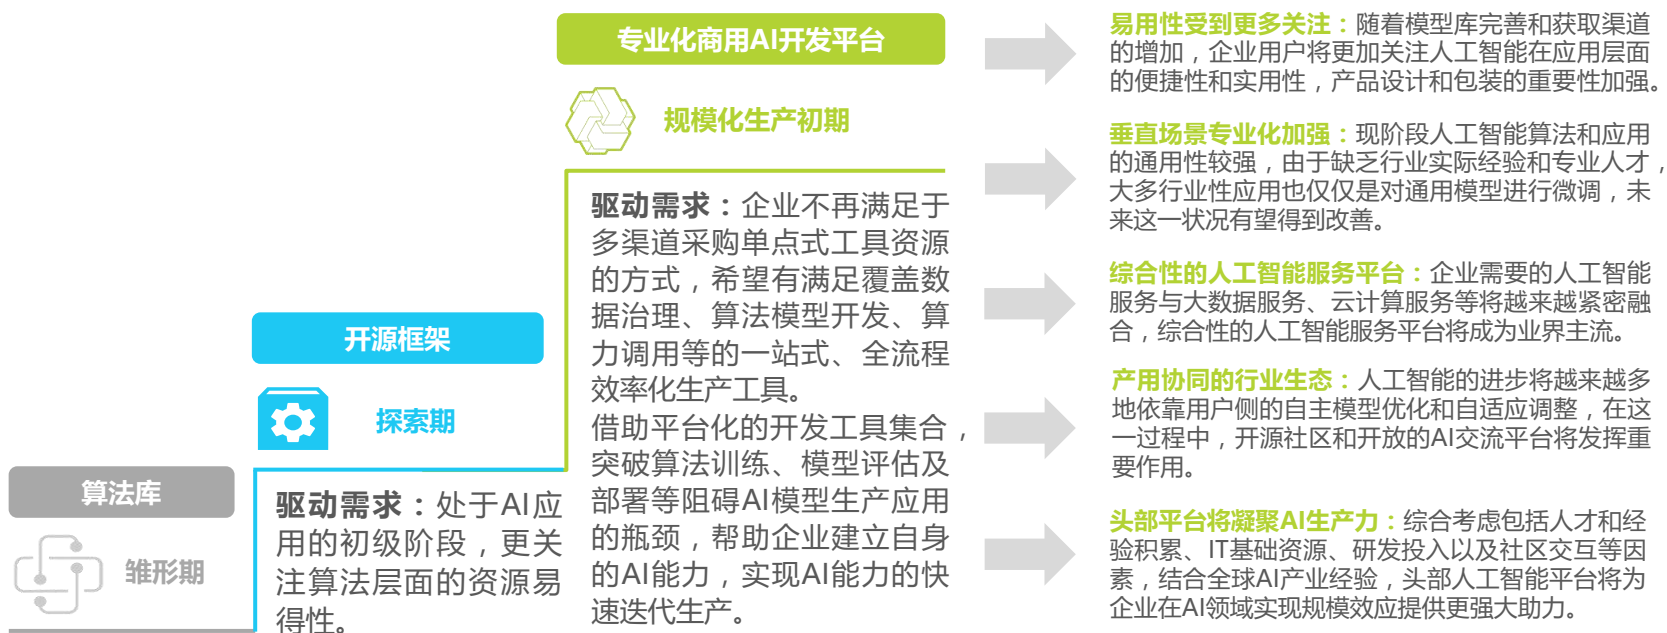 专业化商用AI开发平台
规模化生产初期
驱动需求：企业不再满足于
多渠道采购单点式工具资源
的方式，希望有满足覆盖数
据治理、算法模型开发、算
力调用等的一站式、全流程
效率化生产工具。
借助平台化的开发工具集合，
突破算法训练、模型评估及
部署等阻碍AI模型生产应用
的瓶颈，帮助企业建立自身
的AI能力，实现AI能力的快
速迭代生产。
开源框架
探索期
驱动需求：处于AI应
用的初级阶段，更关
注算法层面的资源易
得性。
算法库
雏形期
易用性受到更多关注：随着模型库完善和获取渠道
的增加，企业用户将更加关注人工智能在应用层面
的便捷性和实用性，产品设计和包装的重要性加强。
垂直场景专业化加强：现阶段人工智能算法和应用
的通用性较强，由于缺乏行业实际经验和专业人才，
大多行业性应用也仅仅是对通用模型进行微调，未
来这一状况有望得到改善。
综合性的人工智能服务平台：企业需要的人工智能
服务与大数据服务、云计算服务等将越来越紧密融
合，综合性的人工智能服务平台将成为业界主流。
产用协同的行业生态：人工智能的进步将越来越多
地依靠用户侧的自主模型优化和自适应调整，在这
一过程中，开源社区和开放的AI交流平台将发挥重
要作用。
头部平台将凝聚AI生产力：综合考虑包括人才和经
验积累、IT基础资源、研发投入以及社区交互等因
素，结合全球AI产业经验，头部人工智能平台将为
企业在AI领域实现规模效应提供更强大助力。